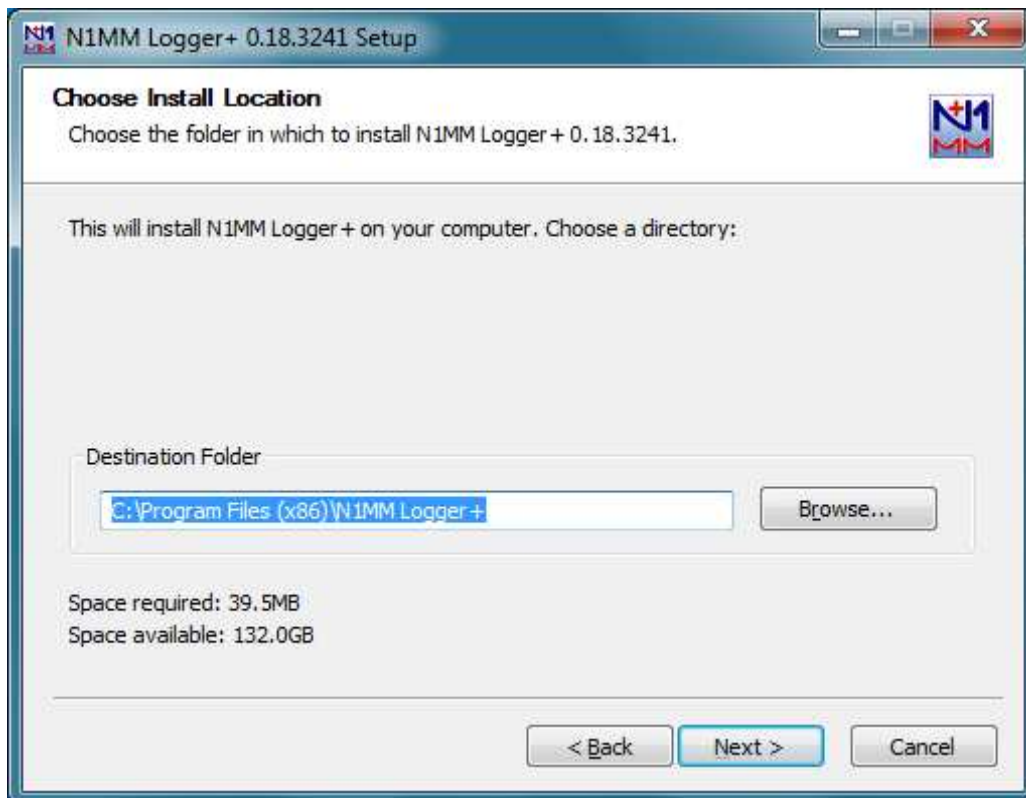 N1MM Logger+ 0.18.3241 Setup
Choose Install Location
Choose the folder in which to install N1MM Logger+ 0.18.3241.
N+1
MM
This will install N1MM Logger+ on your computer. Choose a directory:
Destination Folder
C:\Program Files (x86)\N1MM Logger+
Browse...
Space required: 39.5MB
Space available: 132.0GB
< Back
Next >
Cancel